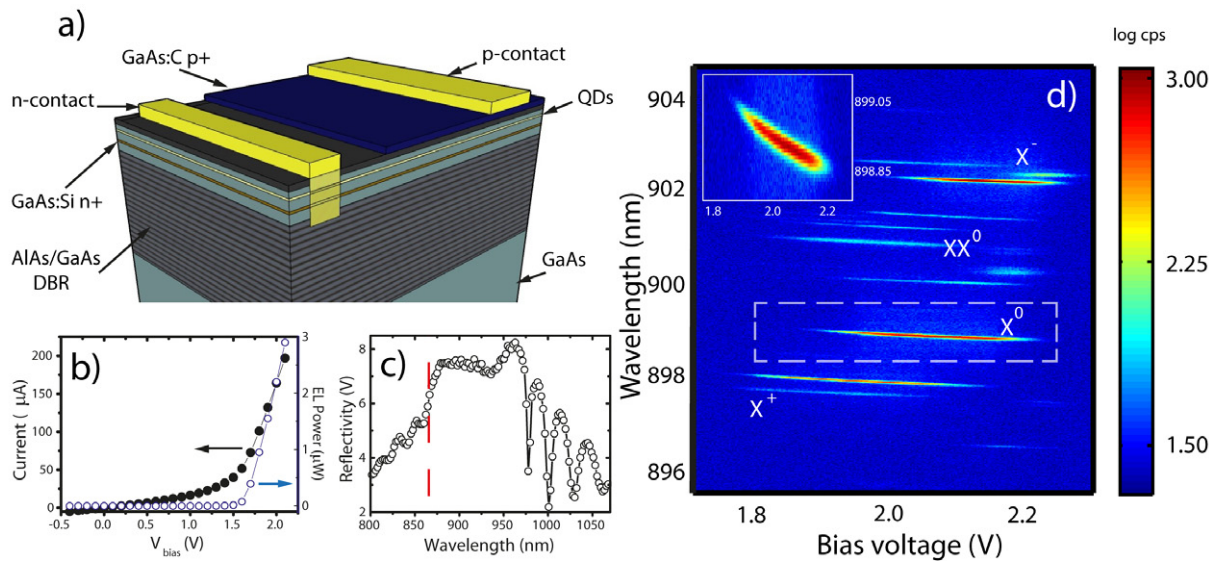 a)
GaAs:C p+
p-contact
n-contact
QDs
GaAs:Si n+
AlAs/GaAs
DBR
GaAs
b)
200
150
100
50
25
0
Current ( μA)
3
2
1
0
EL Power (μW)
-0.5
0.0
0.5
1.0
1.5
2.0
V bias (V)
c)
8
6
4
2
Reflectivity (V)
800
850
900
950
1000
1050
Wavelength (nm)
d)
log cps
3.00
2.25
1.50
904
902
900
898
896
Wavelength (nm)
899.05
898.85
1.8
2.0
2.2
X-
XX0
X0
X+
1.8
2.0
2.2
Bias voltage (V)